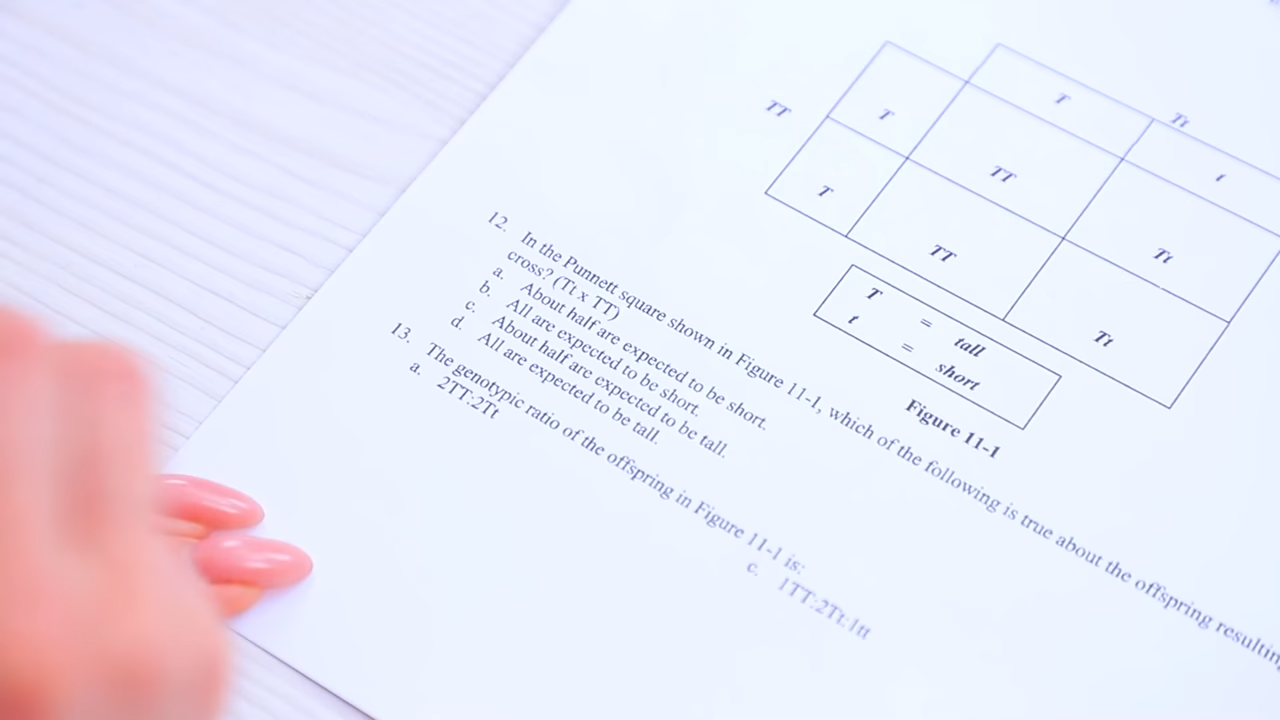 Tt
T t
TT T TT Tt
T TT Tt
T = tall
t = short
Figure 11-1
12. In the Punnett square shown in Figure 11-1, which of the following is true about the offspring resulting
cross? (Tt x TT)
a. About half are expected to be short.
b. All are expected to be short.
c. About half are expected to be tall.
d. All are expected to be tall.
13. The genotypic ratio of the offspring in Figure 11-1 is:
a. 2TT:2Tt c. 1TT:2Tt:1tt